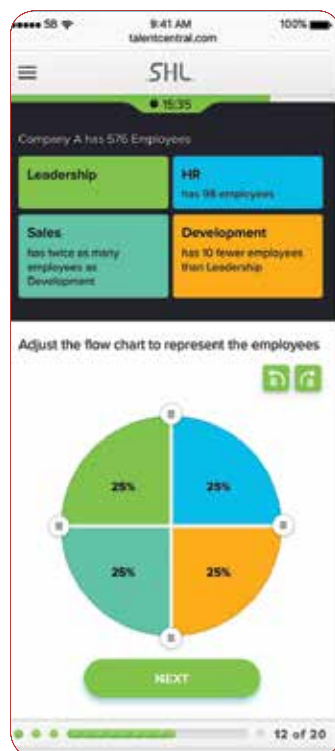 SB 9:41 AM 100%
talentcentral.com
SHL
15:35
Company A has 576 Employees
Leadership
HR
has 98 employees
Sales
has twice as many
employees as
Development
Development
has 10 fewer employees
than Leadership
Adjust the flow chart to represent the employees
25% 25%
25% 25%
NEXT
12 of 20